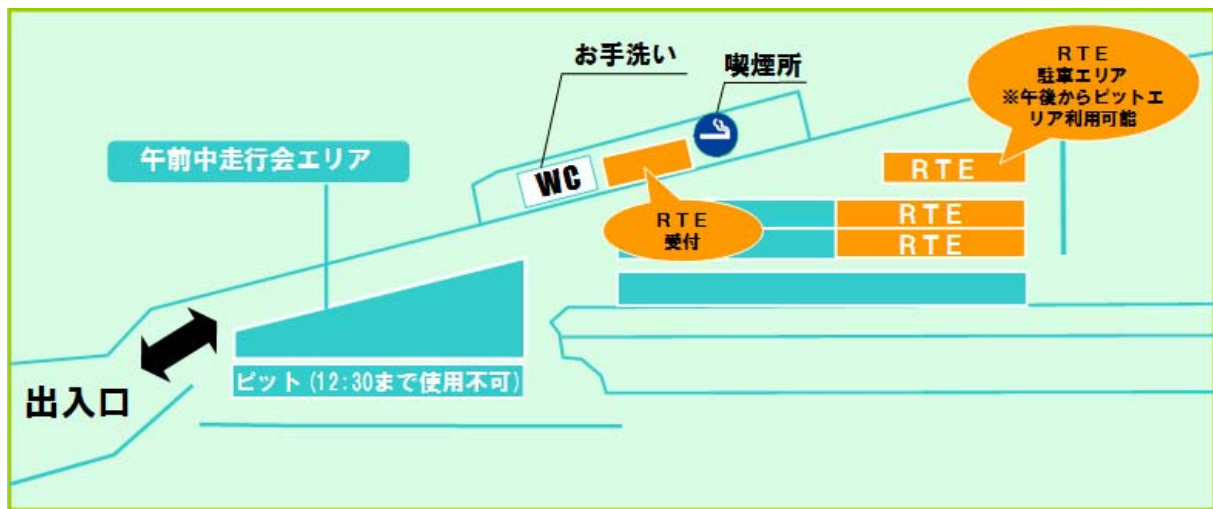 お手洗い
喫煙所
RTE
駐車エリア
※午後からピットエ
リア利用可能
午前中走行会エリア
WC
RTE
RTE
受付
RTE
RTE
ピット(12:30まで使用不可)
出入口